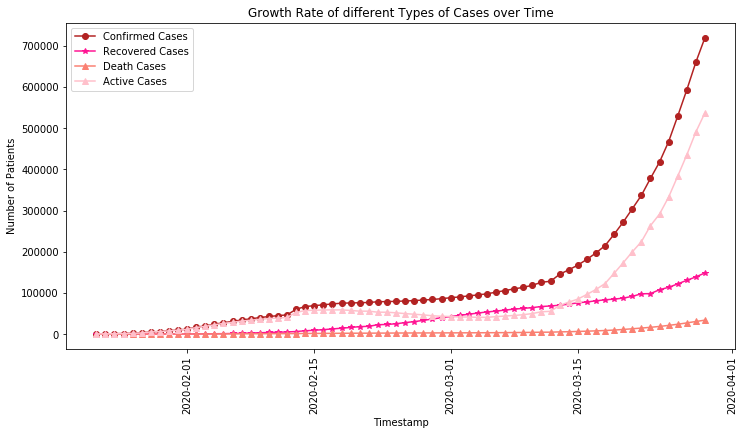 Growth Rate of different Types of Cases over Time
Confirmed Cases
Recovered Cases
Death Cases
Active Cases
Number of Patients
700000
600000
500000
400000
300000
200000
100000
0
2020-02-01
2020-02-15
2020-03-01
2020-03-15
2020-04-01
Timestamp